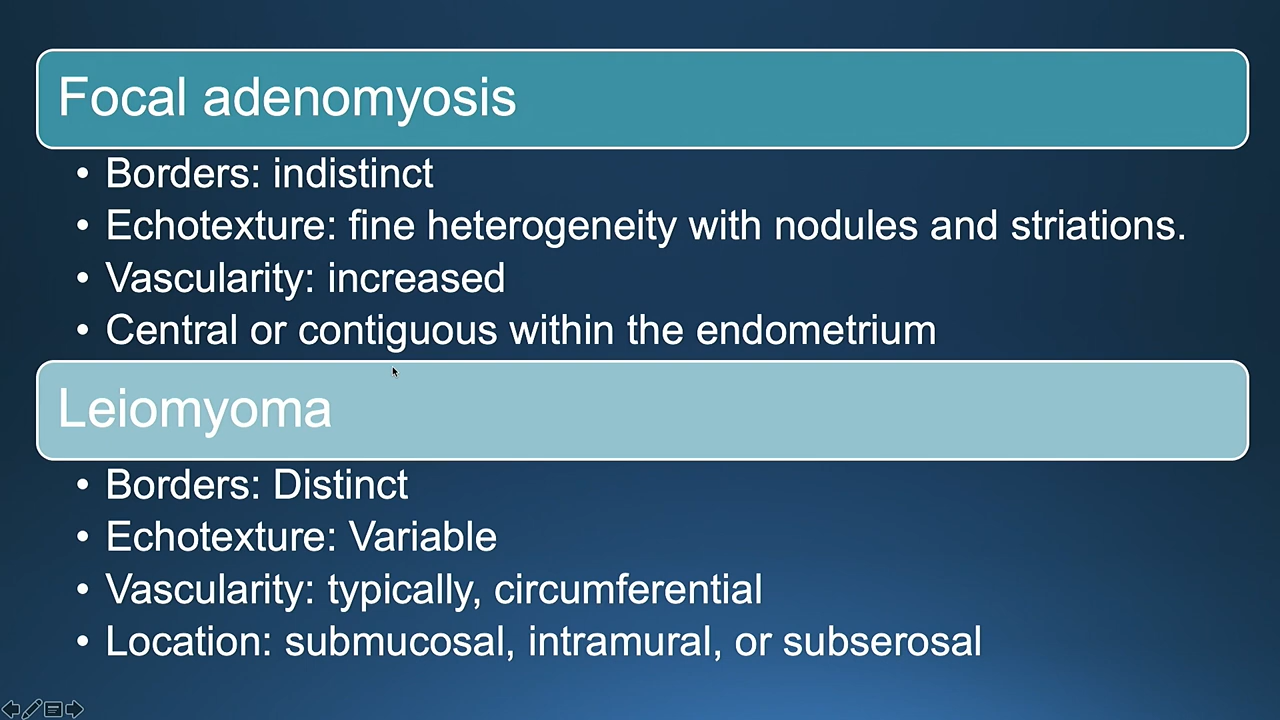 Focal adenomyosis
• Borders: indistinct
• Echotexture: fine heterogeneity with nodules and striations.
• Vascularity: increased
• Central or contiguous within the endometrium
Leiomyoma
• Borders: Distinct
• Echotexture: Variable
• Vascularity: typically, circumferential
• Location: submucosal, intramural, or subserosal